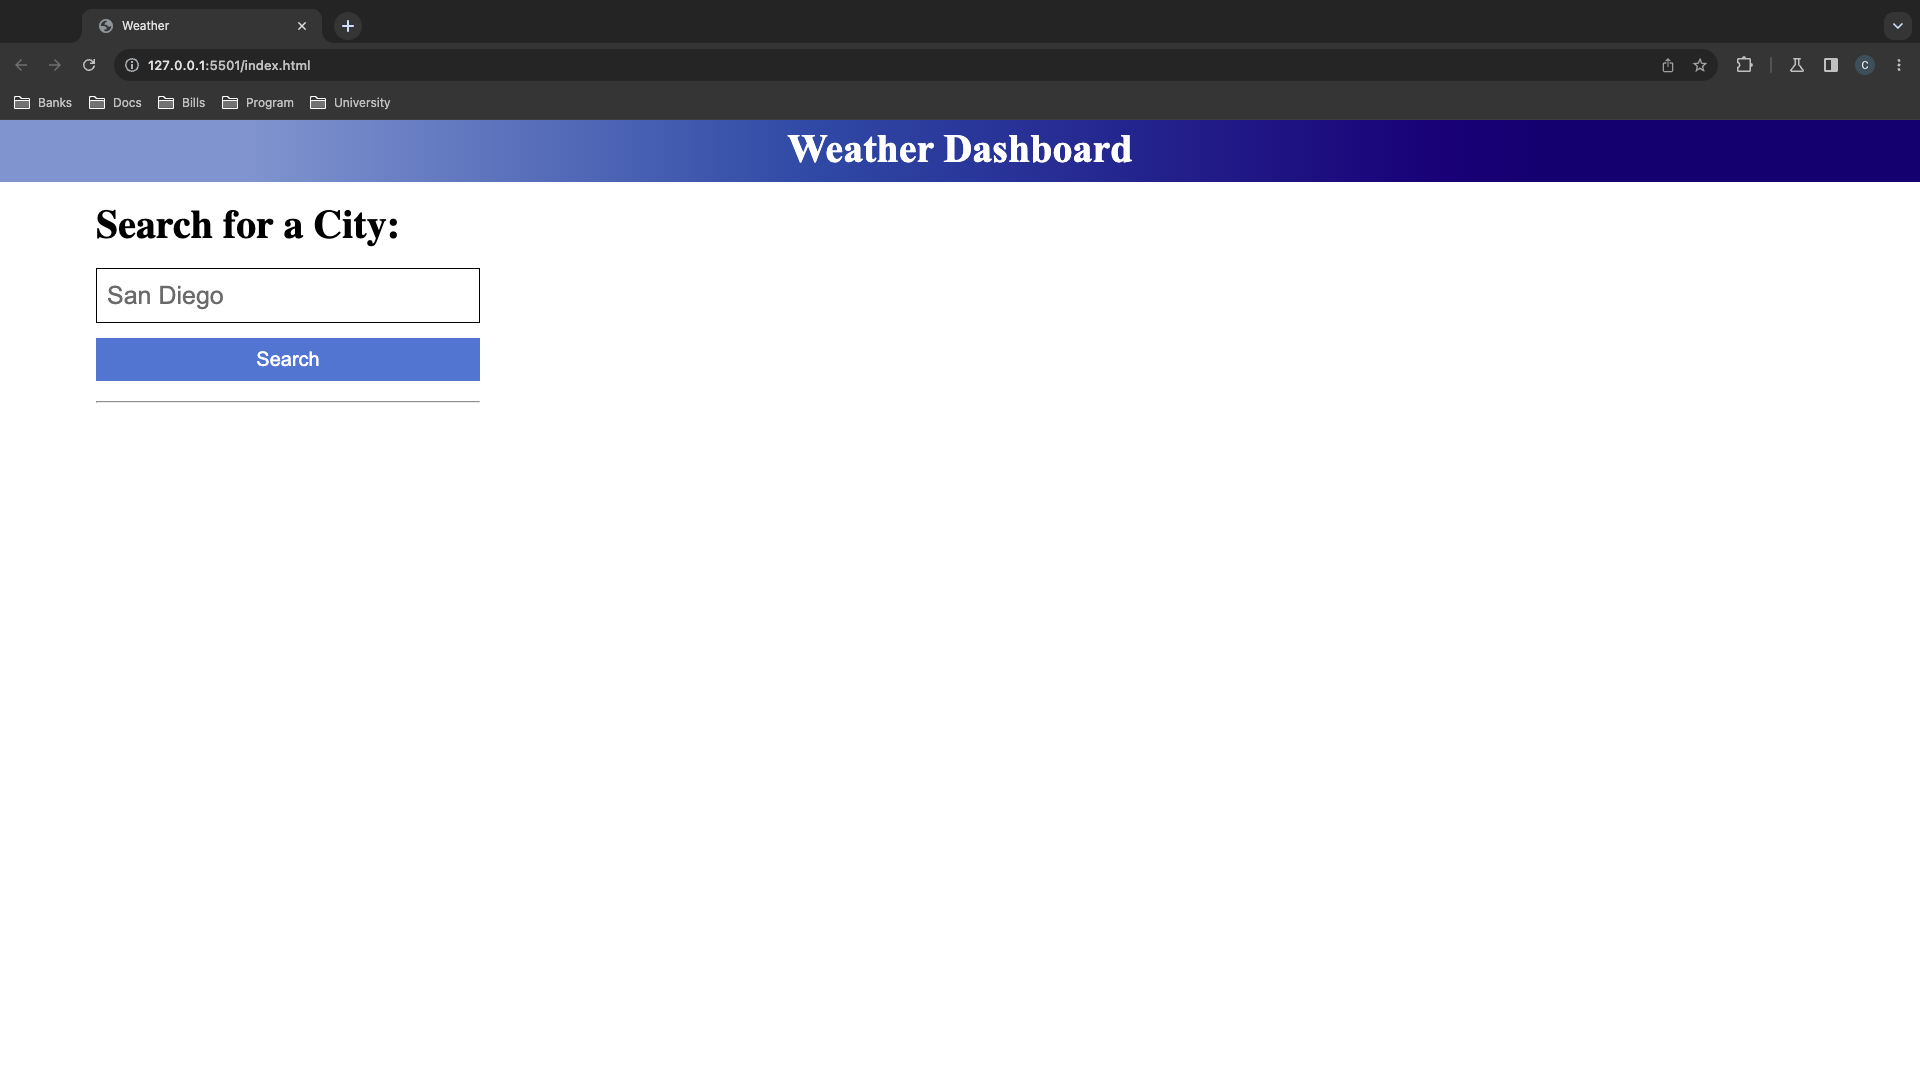 Weather
127.0.0.1:5501/index.html
C
Banks Docs Bills Program University
Weather Dashboard
Search for a City:
San Diego
Search